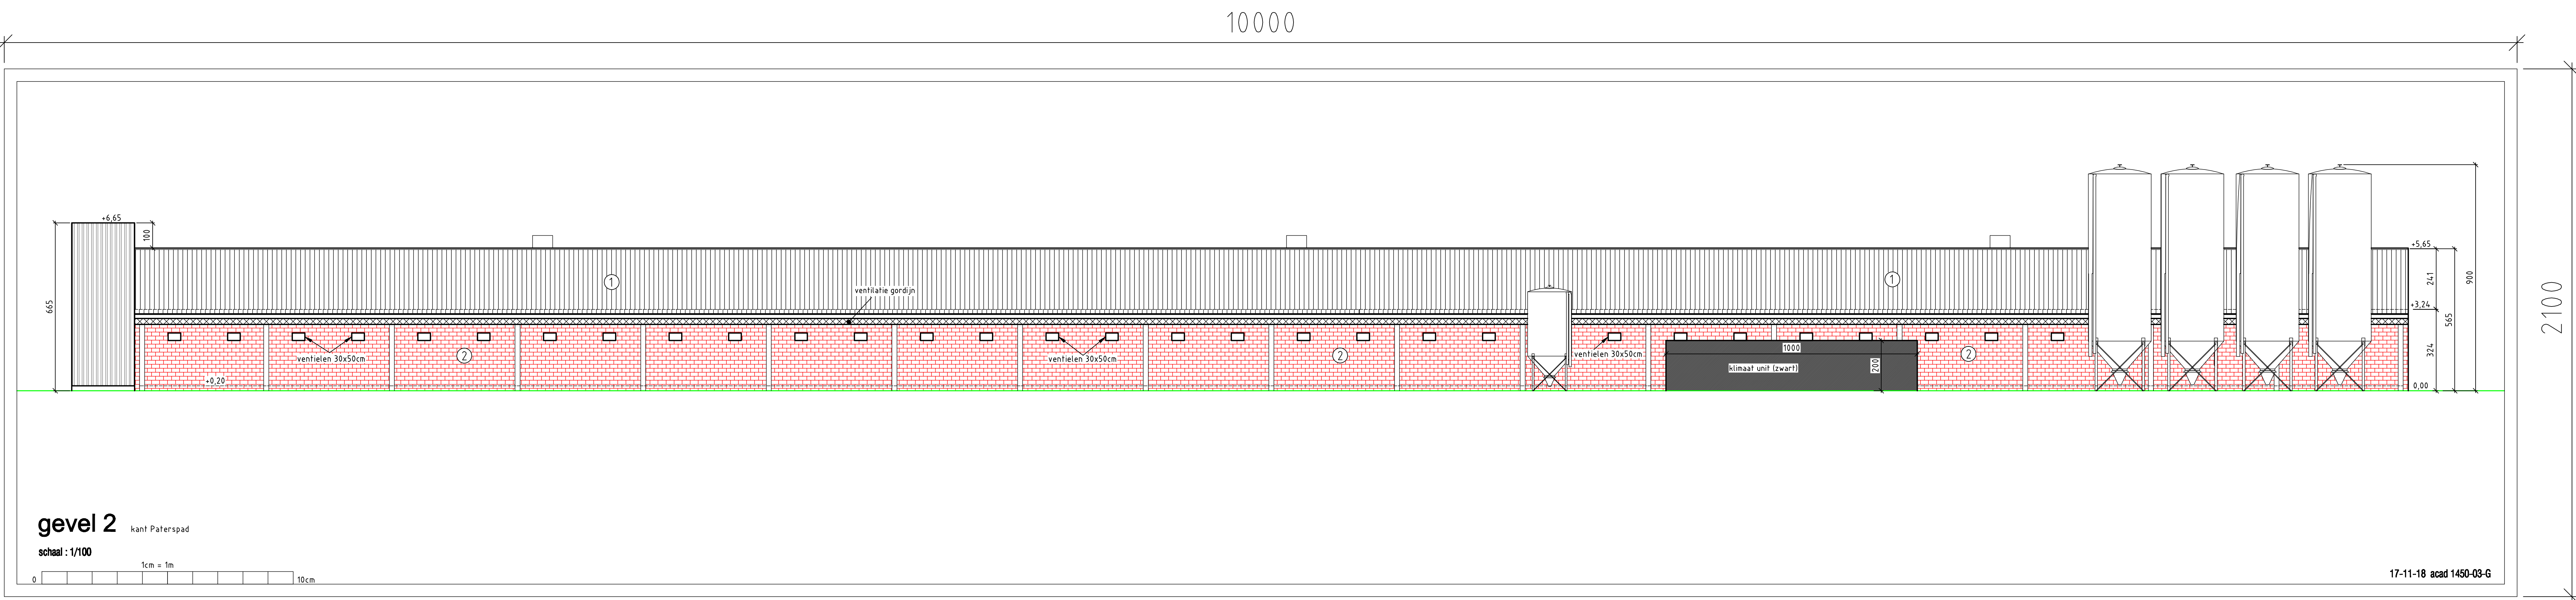 10000
2100
+6,65
100
665
1
1
ventilatie gordijn
+5,65
241
900
+3,24
565
324
0,00
ventielen 30x50cm
2
ventielen 30x50cm
2
ventielen 30x50cm
1000
klimaat unit (zwart)
200
2
+0,20
gevel 2 kant Paterspad
schaal : 1/100
1cm = 1m
0 10cm
17-11-18 acad 1450-03-G